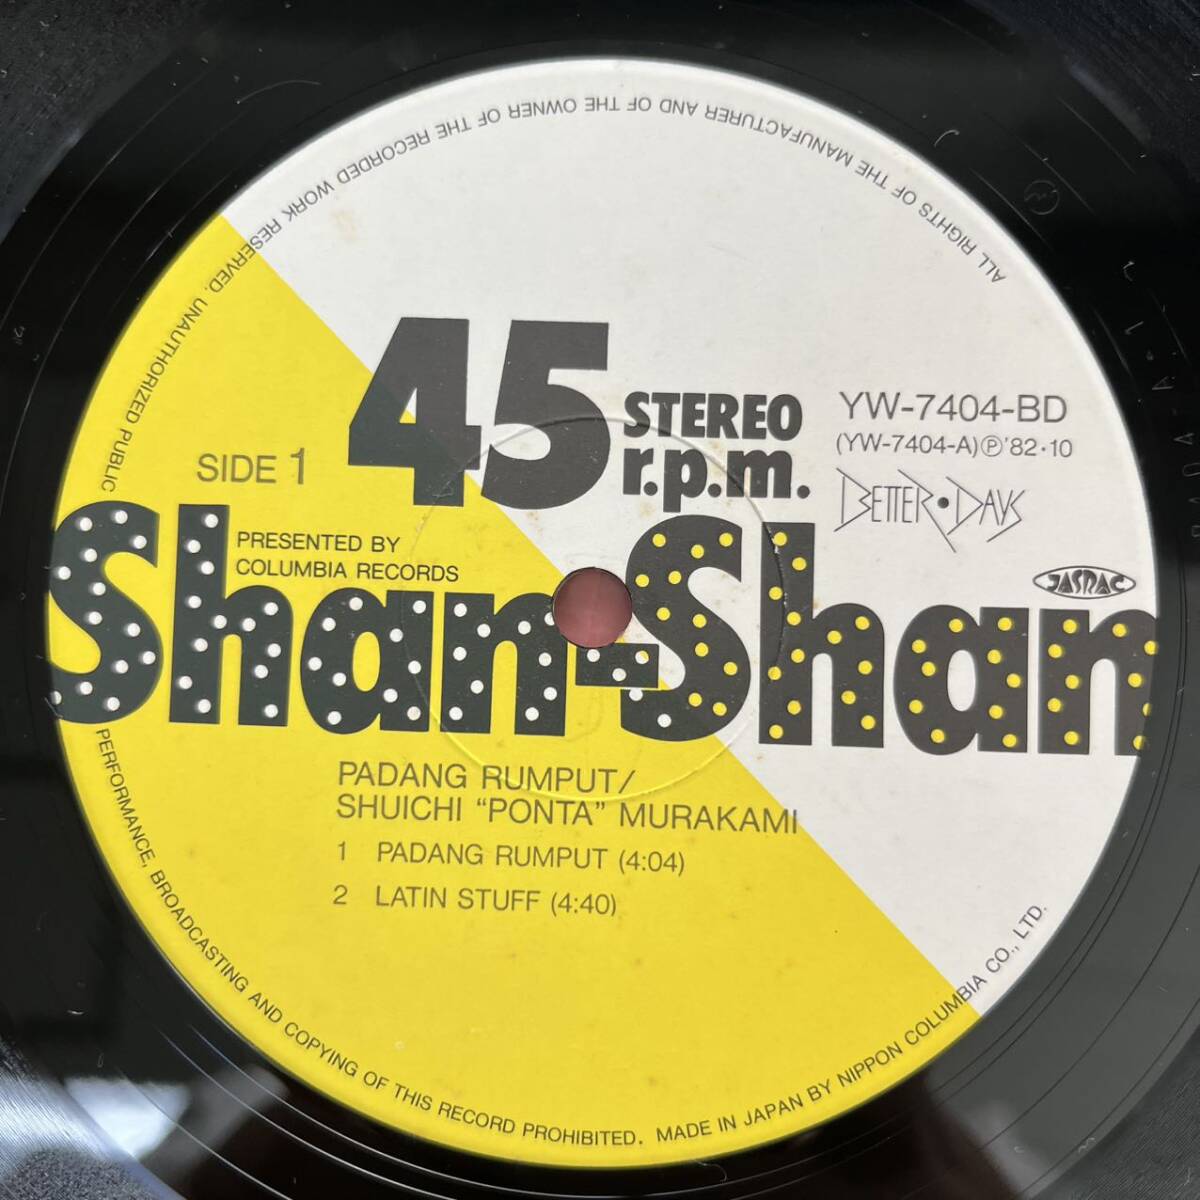 ALL RIGHTS OF THE MANUFACTURER AND OF THE OWNER OF THE RECORDED WORK RESERVED. UNAUTHORIZED PUBLIC
PERFORMANCE, BROADCASTING AND COPYING OF THIS RECORD PROHIBITED. MADE IN JAPAN BY NIPPON COLUMBIA CO., LTD.
45 STEREO r.p.m.
SIDE 1
YW-7404-BD
(YW-7404-A)Ⓟ'82·10
BETTER·DAYS
PRESENTED BY
COLUMBIA RECORDS
JASRAC
Shan-Shan
PADANG RUMPUT/
SHUICHI “PONTA” MURAKAMI
1 PADANG RUMPUT (4:04)
2 LATIN STUFF (4:40)